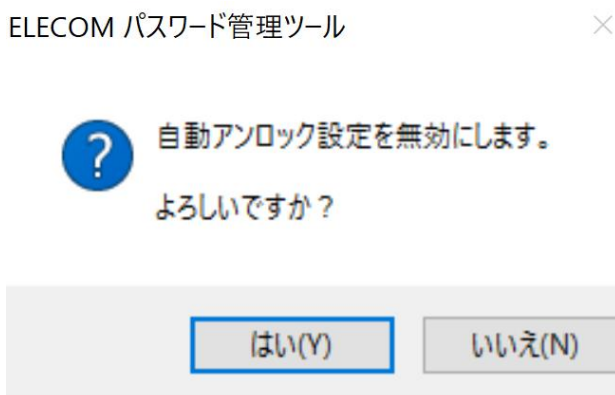 ELECOM パスワード管理ツール
自動アンロック設定を無効にします。
よろしいですか？
はい(Y) いいえ(N)